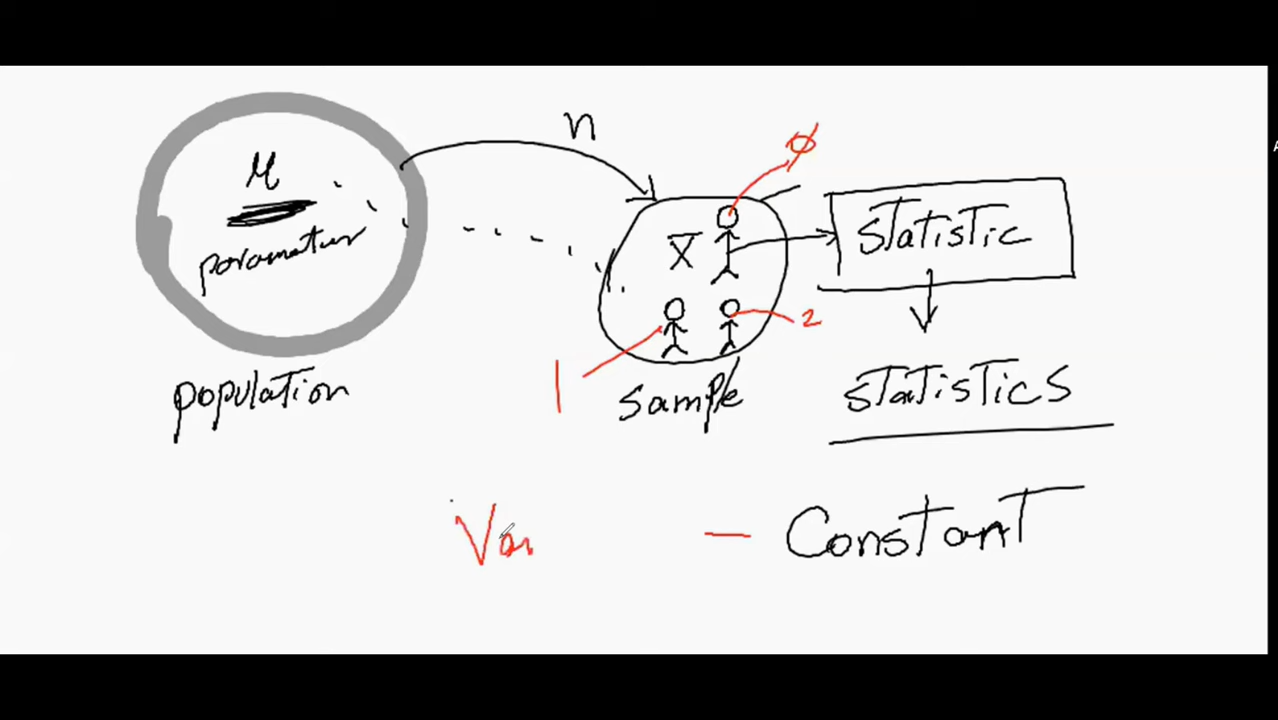 n
μ
parameter
X̄
Ø
statistic
1
2
population
sample
statistics
Var
- Constant